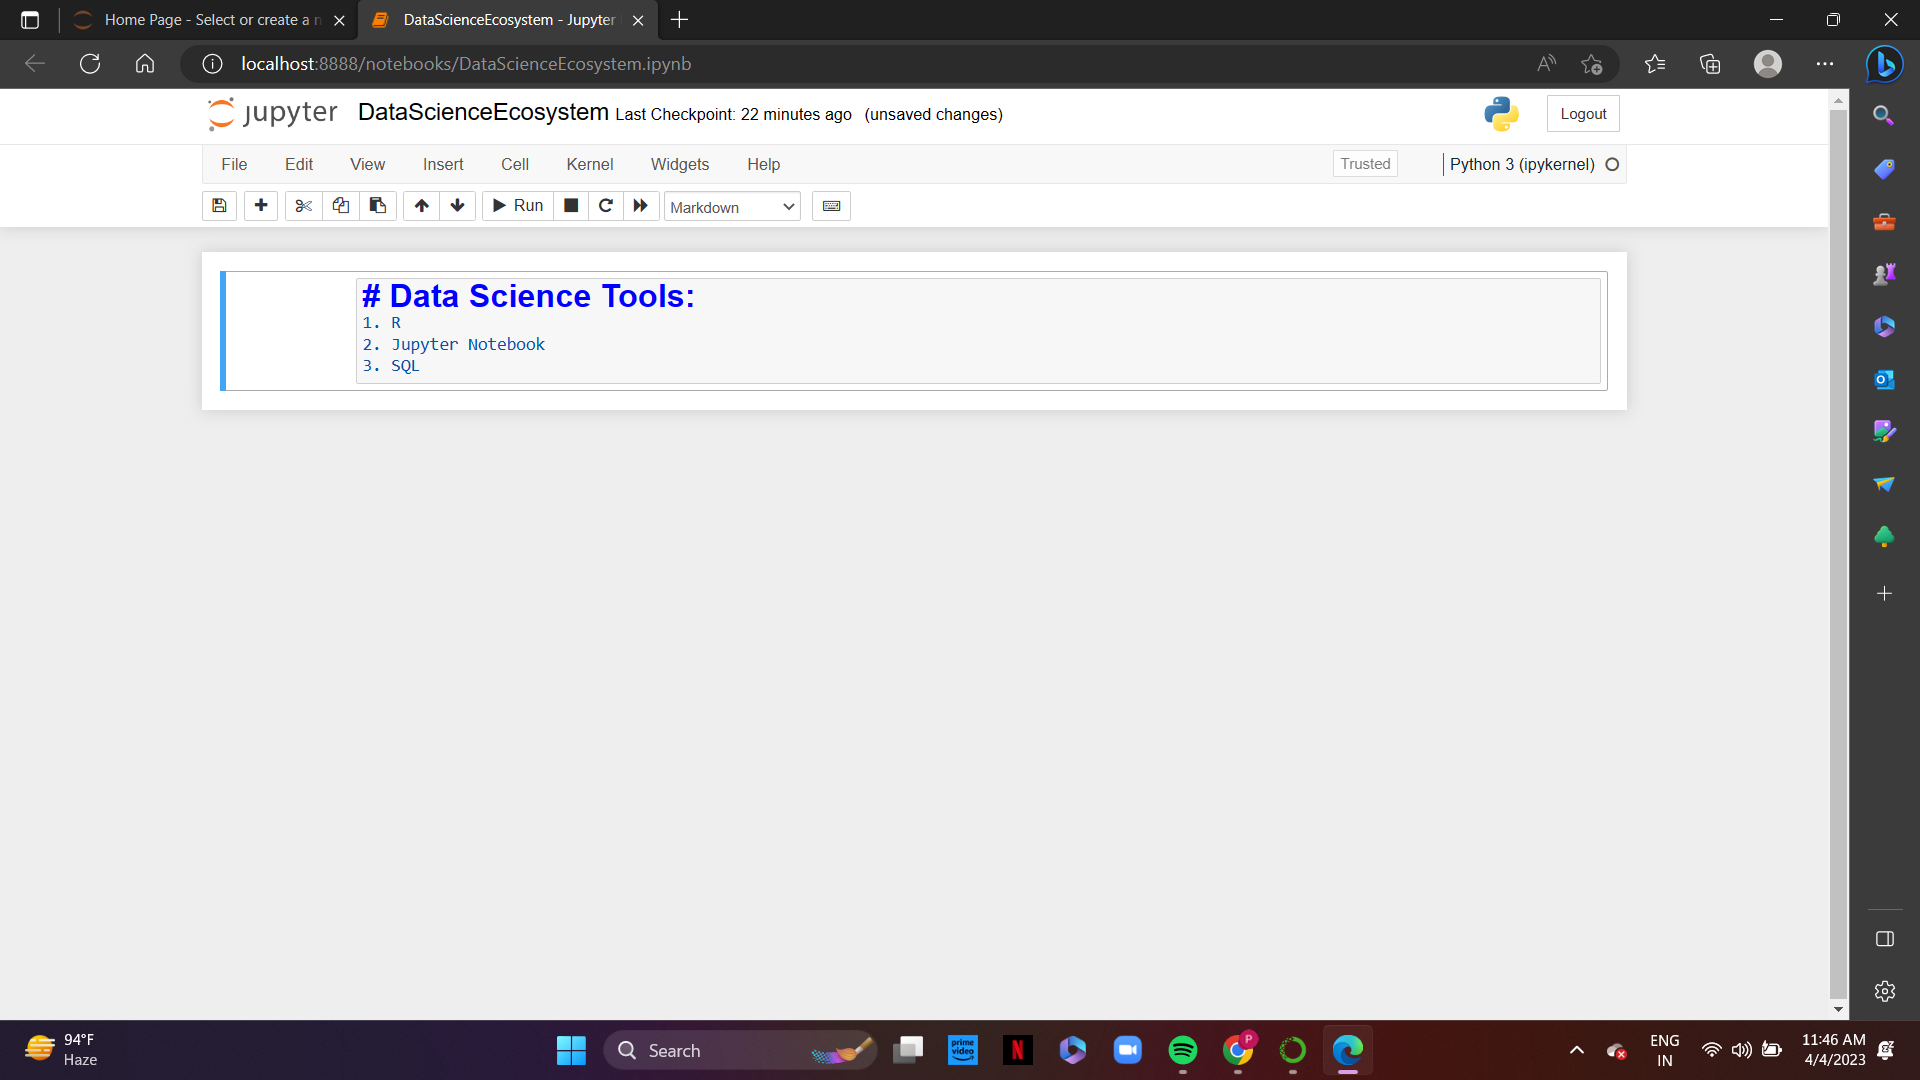 Home Page - Select or create a n
DataScienceEcosystem - Jupyter
localhost:8888/notebooks/DataScienceEcosystem.ipynb
jupyter DataScienceEcosystem Last Checkpoint: 22 minutes ago (unsaved changes) Logout
File Edit View Insert Cell Kernel Widgets Help Trusted Python 3 (ipykernel)
Run Markdown
# Data Science Tools:
1. R
2. Jupyter Notebook
3. SQL
94°F
Haze
Search
prime
video
N
P
ENG
IN
11:46 AM
4/4/2023